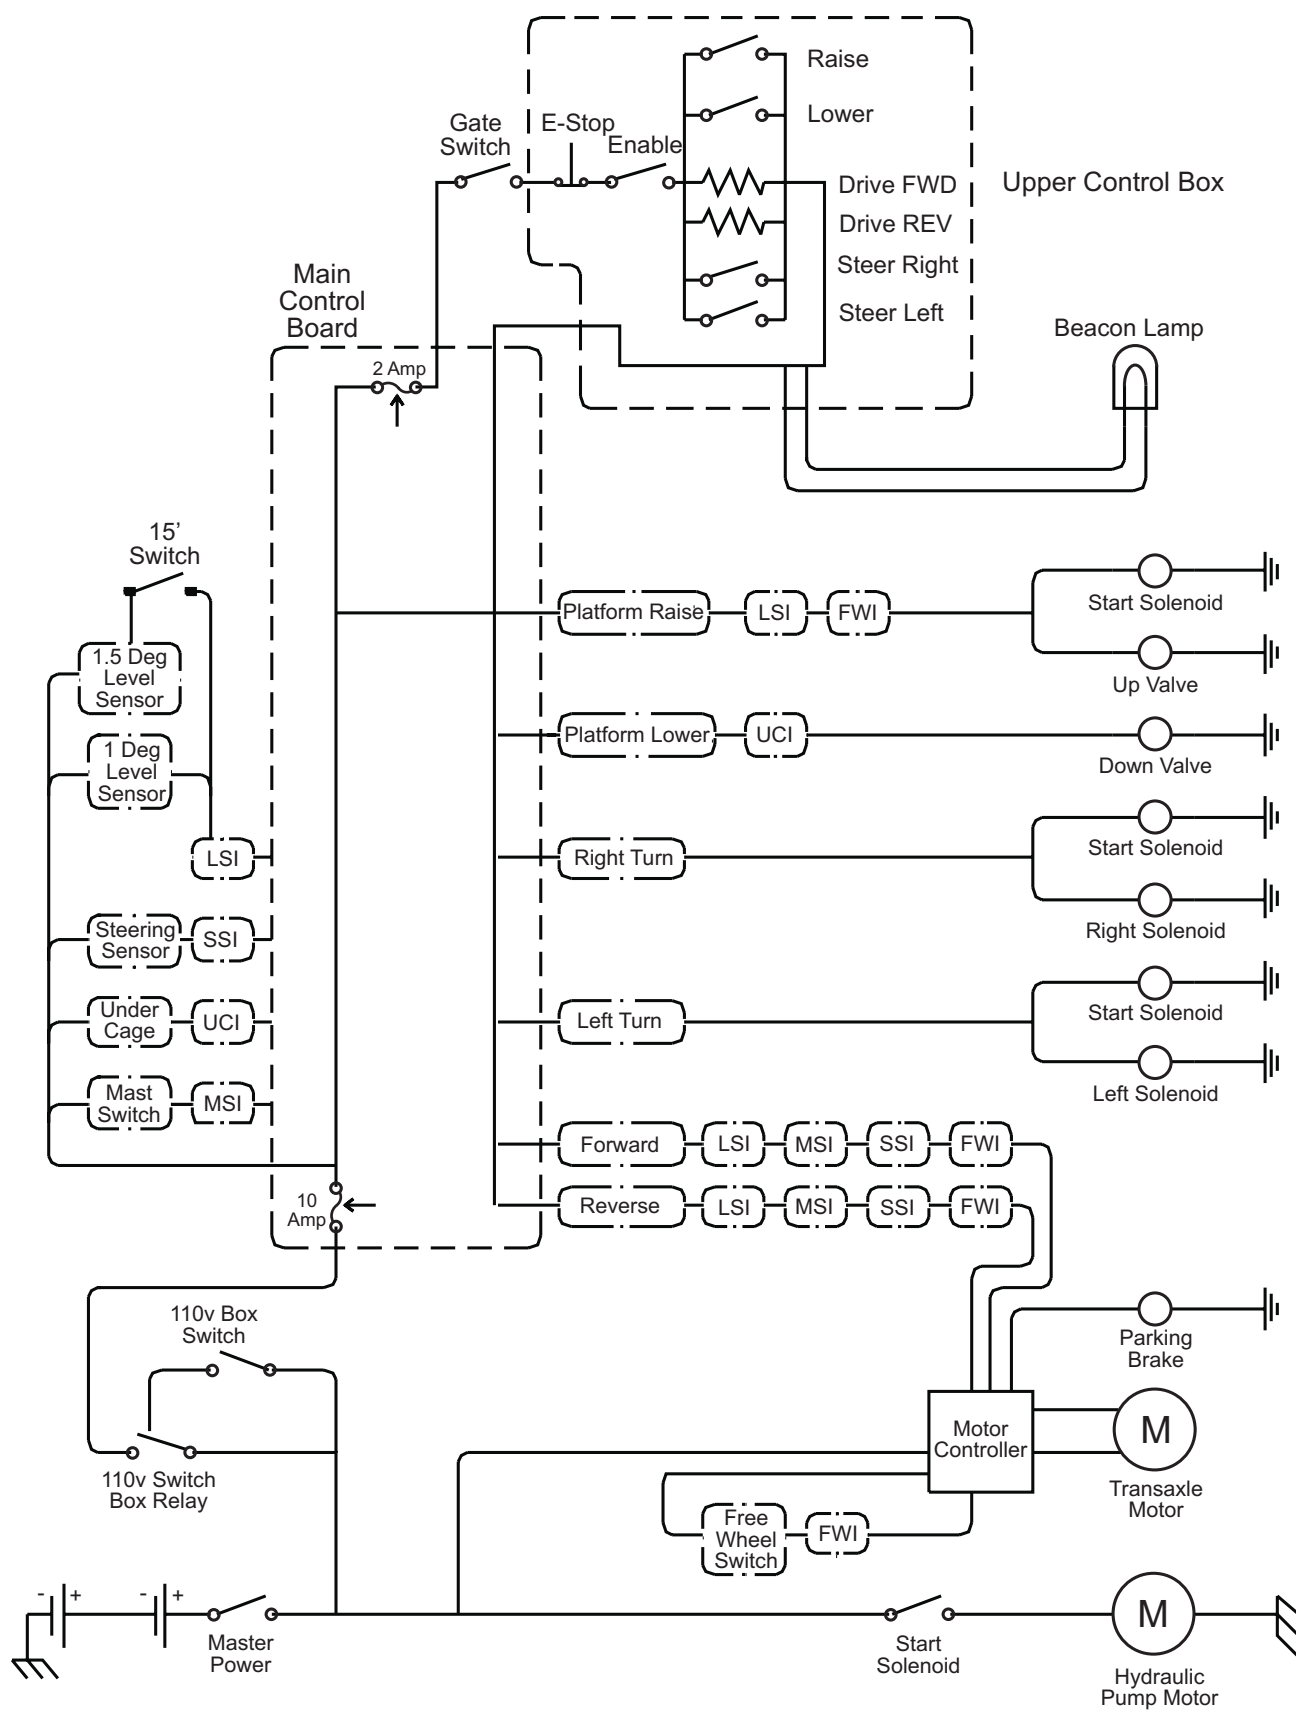 Raise
Lower
Gate
Switch
E-Stop
Enable
Drive FWD
Upper Control Box
Drive REV
Steer Right
Steer Left
Main
Control
Board
Beacon Lamp
2 Amp
15’
Switch
Platform Raise
LSI
FWI
Start Solenoid
1.5 Deg
Level
Sensor
Up Valve
Platform Lower
UCI
Down Valve
1 Deg
Level
Sensor
LSI
Right Turn
Start Solenoid
Right Solenoid
Steering
Sensor
SSI
Under
Cage
UCI
Left Turn
Start Solenoid
Left Solenoid
Mast
Switch
MSI
Forward
LSI
MSI
SSI
FWI
Reverse
LSI
MSI
SSI
FWI
10
Amp
110v Box
Switch
Parking
Brake
110v Switch
Box Relay
Motor
Controller
M
Transaxle
Motor
Free
Wheel
Switch
FWI
- +
- +
Master
Power
Start
Solenoid
M
Hydraulic
Pump Motor